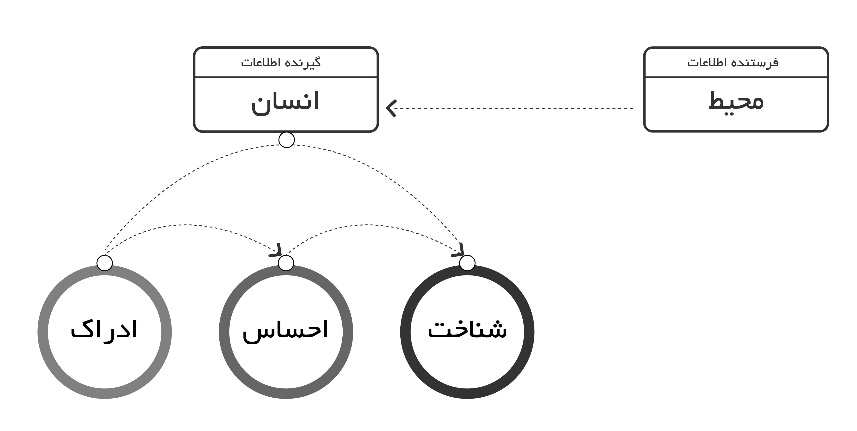 فرستنده اطلاعات
محیط
گیرنده اطلاعات
انسان
شناخت
احساس
ادراک